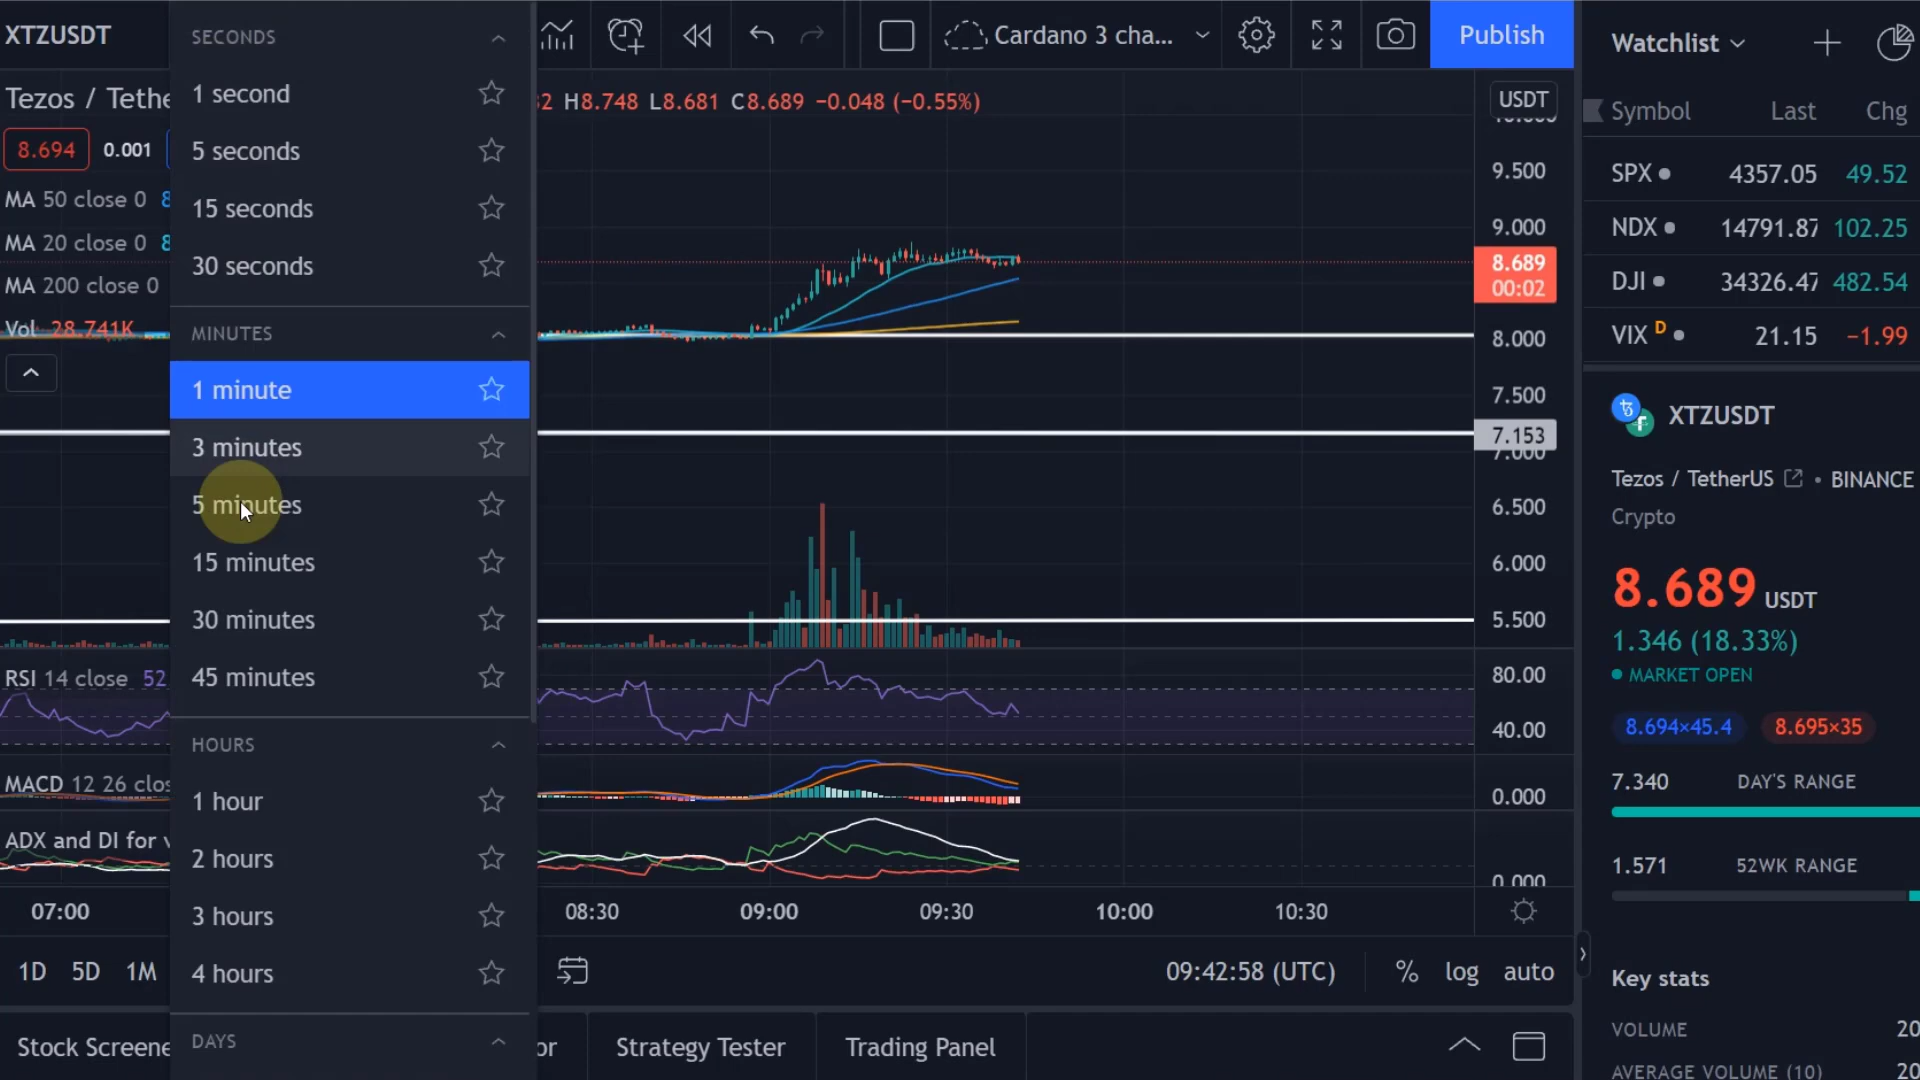 XTZUSDT
Cardano 3 cha...
Publish
Tezos / Tethe
H8.748 L8.681 C8.689 −0.048 (−0.55%)
8.694
0.001
MA 50 close 0
MA 20 close 0
MA 200 close 0
Vol 28.741K
SECONDS
1 second
5 seconds
15 seconds
30 seconds
MINUTES
1 minute
3 minutes
5 minutes
15 minutes
30 minutes
45 minutes
HOURS
1 hour
2 hours
3 hours
4 hours
DAYS
USDT
9.500
9.000
8.689
00:02
8.000
7.500
7.153
7.000
6.500
6.000
5.500
RSI 14 close 52
80.00
40.00
MACD 12 26 clos
0.000
ADX and DI for v
0.000
07:00
08:30
09:00
09:30
10:00
10:30
1D 5D 1M
09:42:58 (UTC)
% log auto
Stock Screene
or
Strategy Tester
Trading Panel
Watchlist
Symbol Last Chg
SPX 4357.05 49.52
NDX 14791.87 102.25
DJI 34326.47 482.54
VIX D 21.15 −1.99
XTZUSDT
Tezos / TetherUS • BINANCE
Crypto
8.689 USDT
1.346 (18.33%)
MARKET OPEN
8.694×45.4 8.695×35
7.340 DAY'S RANGE
1.571 52WK RANGE
Key stats
VOLUME 20
AVERAGE VOLUME (10) 20